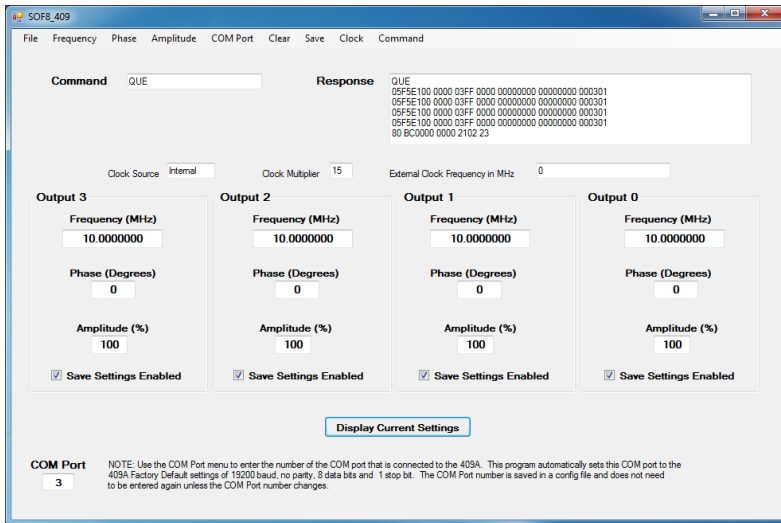 SOF8_409
File Frequency Phase Amplitude COM Port Clear Save Clock Command
Command QUE Response QUE
05F5E100 0000 03FF 0000 00000000 00000000 000301
05F5E100 0000 03FF 0000 00000000 00000000 000301
05F5E100 0000 03FF 0000 00000000 00000000 000301
05F5E100 0000 03FF 0000 00000000 00000000 000301
80 BC0000 0000 2102 23
Clock Source Internal Clock Multiplier 15 External Clock Frequency in MHz 0
Output 3 Output 2 Output 1 Output 0
Frequency (MHz) Frequency (MHz) Frequency (MHz) Frequency (MHz)
10.0000000 10.0000000 10.0000000 10.0000000
Phase (Degrees) Phase (Degrees) Phase (Degrees) Phase (Degrees)
0 0 0 0
Amplitude (%) Amplitude (%) Amplitude (%) Amplitude (%)
100 100 100 100
Save Settings Enabled Save Settings Enabled Save Settings Enabled Save Settings Enabled
Display Current Settings
COM Port
3
NOTE: Use the COM Port menu to enter the number of the COM port that is connected to the 409A. This program automatically sets this COM port to the
409A Factory Default settings of 19200 baud, no parity, 8 data bits and 1 stop bit. The COM Port number is saved in a config file and does not need
to be entered again unless the COM Port number changes.